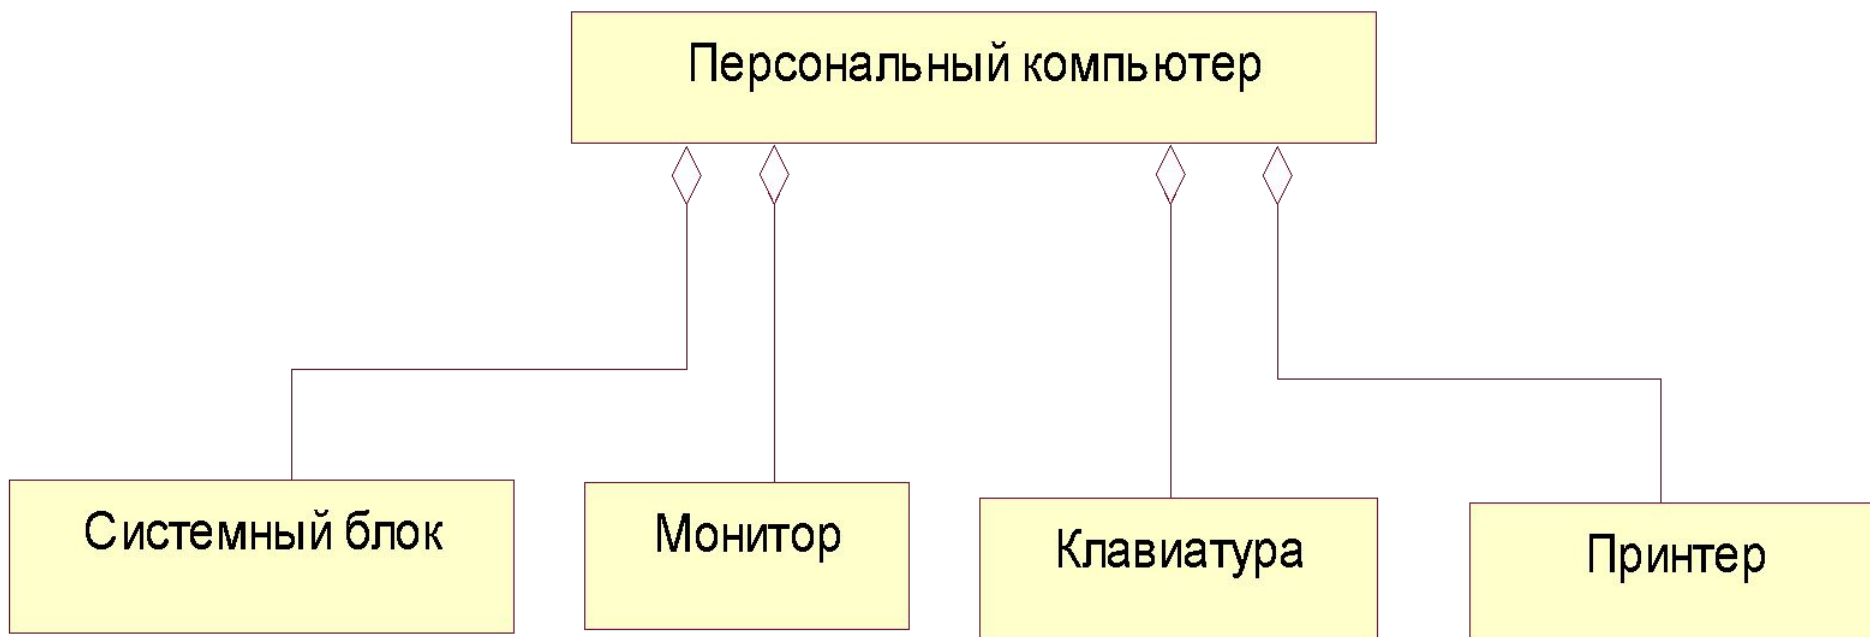 Персональный компьютер
Системный блок
Монитор
Клавиатура
Принтер